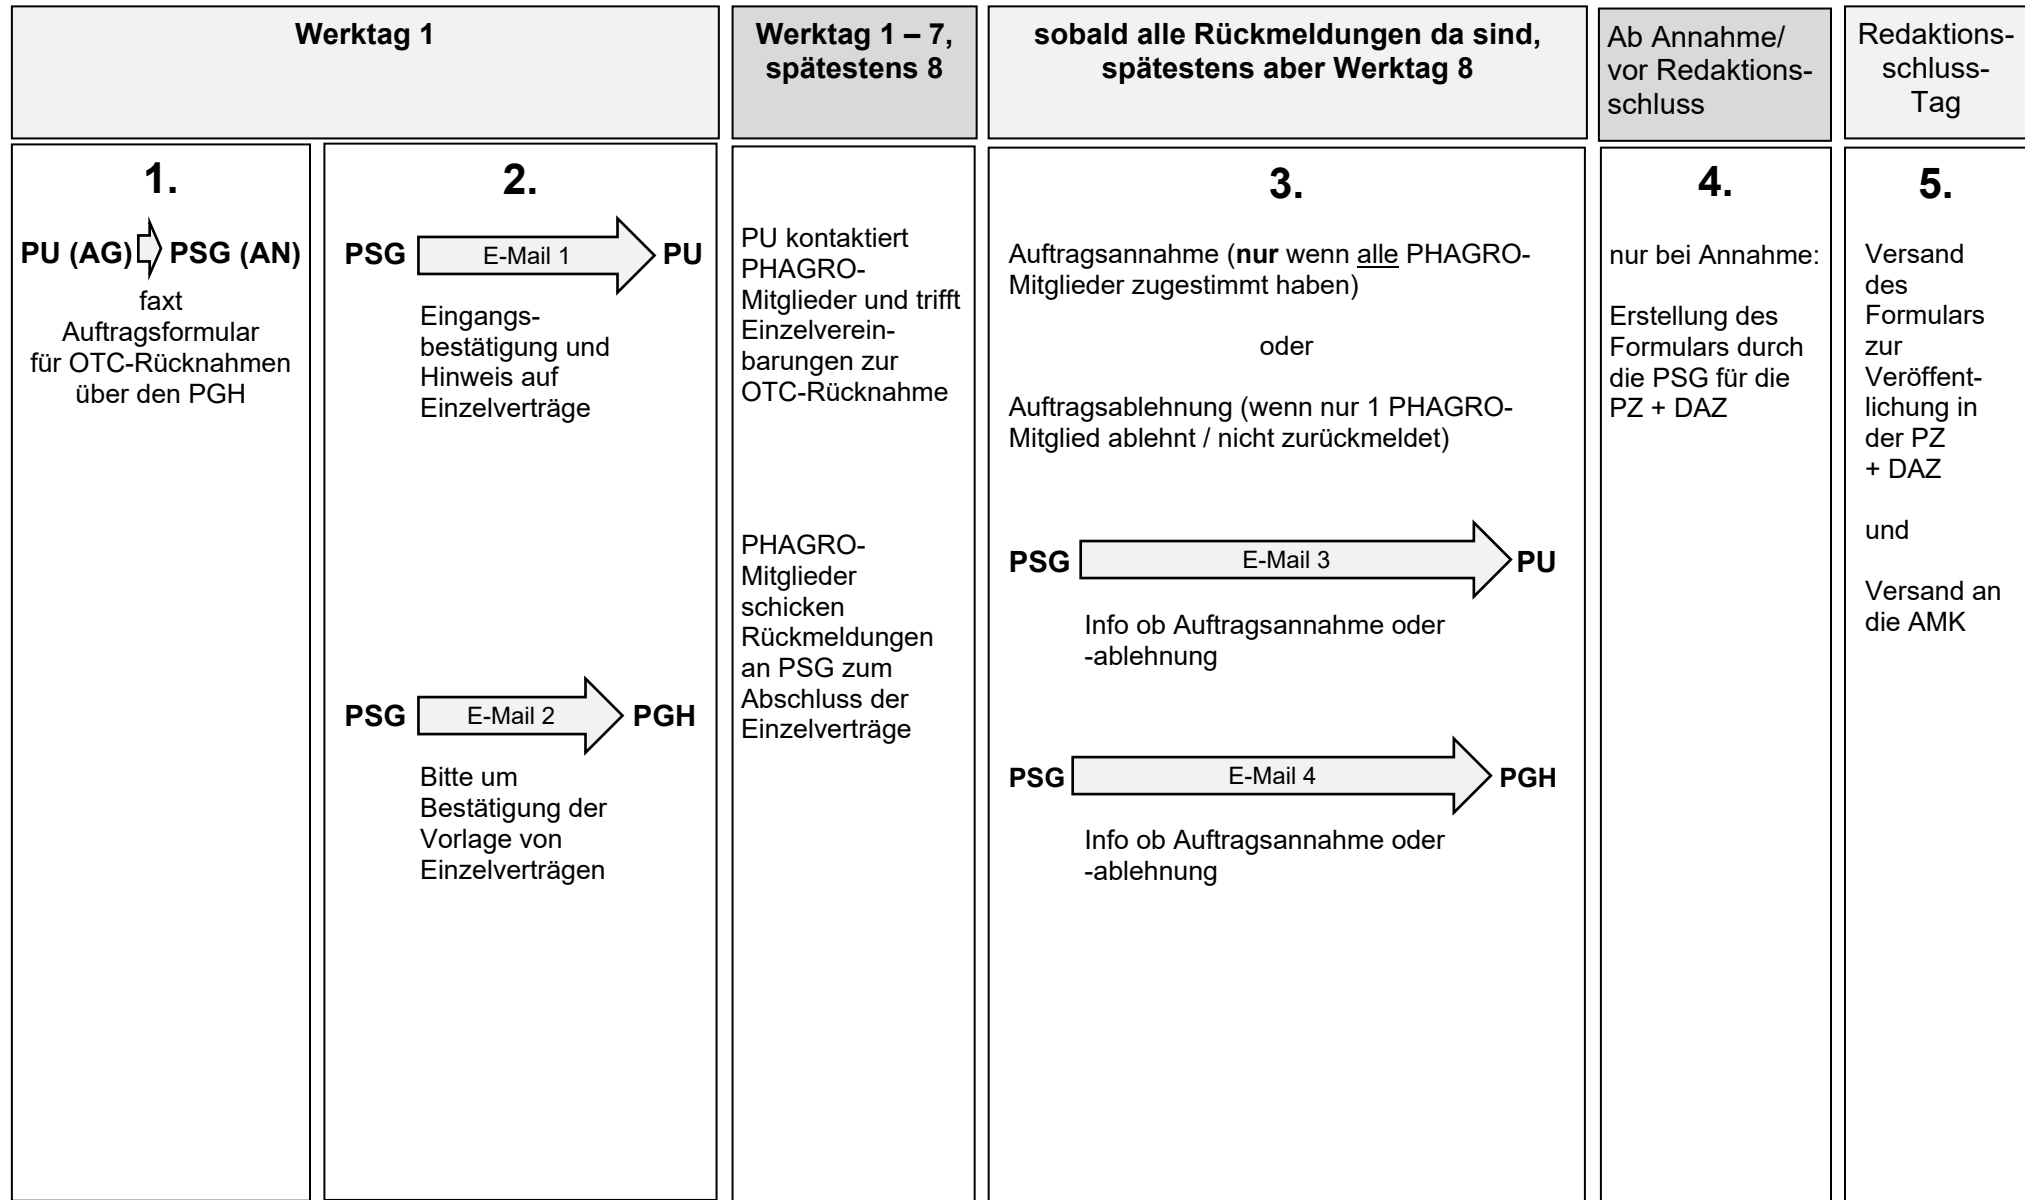 Werktag 1
Werktag 1 – 7,
spätestens 8
sobald alle Rückmeldungen da sind,
spätestens aber Werktag 8
Ab Annahme/
vor Redaktions-
schluss
Redaktions-
schluss-
Tag
1.
PU (AG) PSG (AN)
faxt
Auftragsformular
für OTC-Rücknahmen
über den PGH
2.
PSG E-Mail 1 PU
Eingangs-
bestätigung und
Hinweis auf
Einzelverträge
PSG E-Mail 2 PGH
Bitte um
Bestätigung der
Vorlage von
Einzelverträgen
PU kontaktiert
PHAGRO-
Mitglieder und trifft
Einzelverein-
barungen zur
OTC-Rücknahme
PHAGRO-
Mitglieder
schicken
Rückmeldungen
an PSG zum
Abschluss der
Einzelverträge
3.
Auftragsannahme (nur wenn alle PHAGRO-
Mitglieder zugestimmt haben)
oder
Auftragsablehnung (wenn nur 1 PHAGRO-
Mitglied ablehnt / nicht zurückmeldet)
PSG E-Mail 3 PU
Info ob Auftragsannahme oder
-ablehnung
PSG E-Mail 4 PGH
Info ob Auftragsannahme oder
-ablehnung
4.
nur bei Annahme:
Erstellung des
Formulars durch
die PSG für die
PZ + DAZ
5.
Versand
des
Formulars
zur
Veröffent-
lichung in
der PZ
+ DAZ
und
Versand an
die AMK